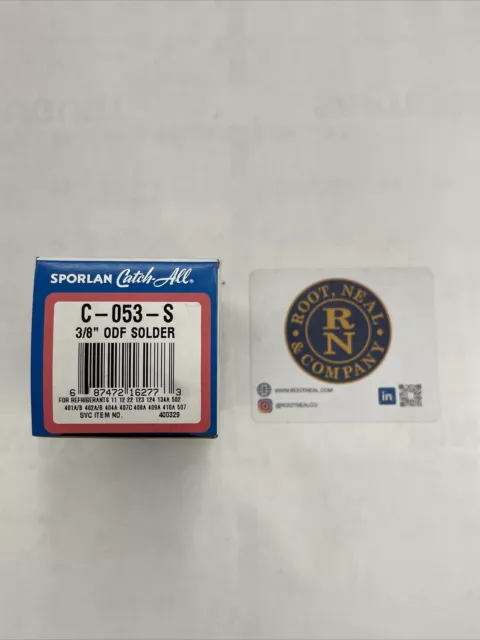 SPORLAN Catch-All®
C-053-S
3/8" ODF SOLDER
6 87472 16277 3
FOR REFRIGERANTS 11 12 22 123 124 134A 502
401A/B 402A/B 404A 407C 408A 409A 410A 507
SVC ITEM NO. 400329
ROOT, NEAL
& COMPANY
R
N
WWW.ROOTNEAL.COM
@ROOTNEALCO
in